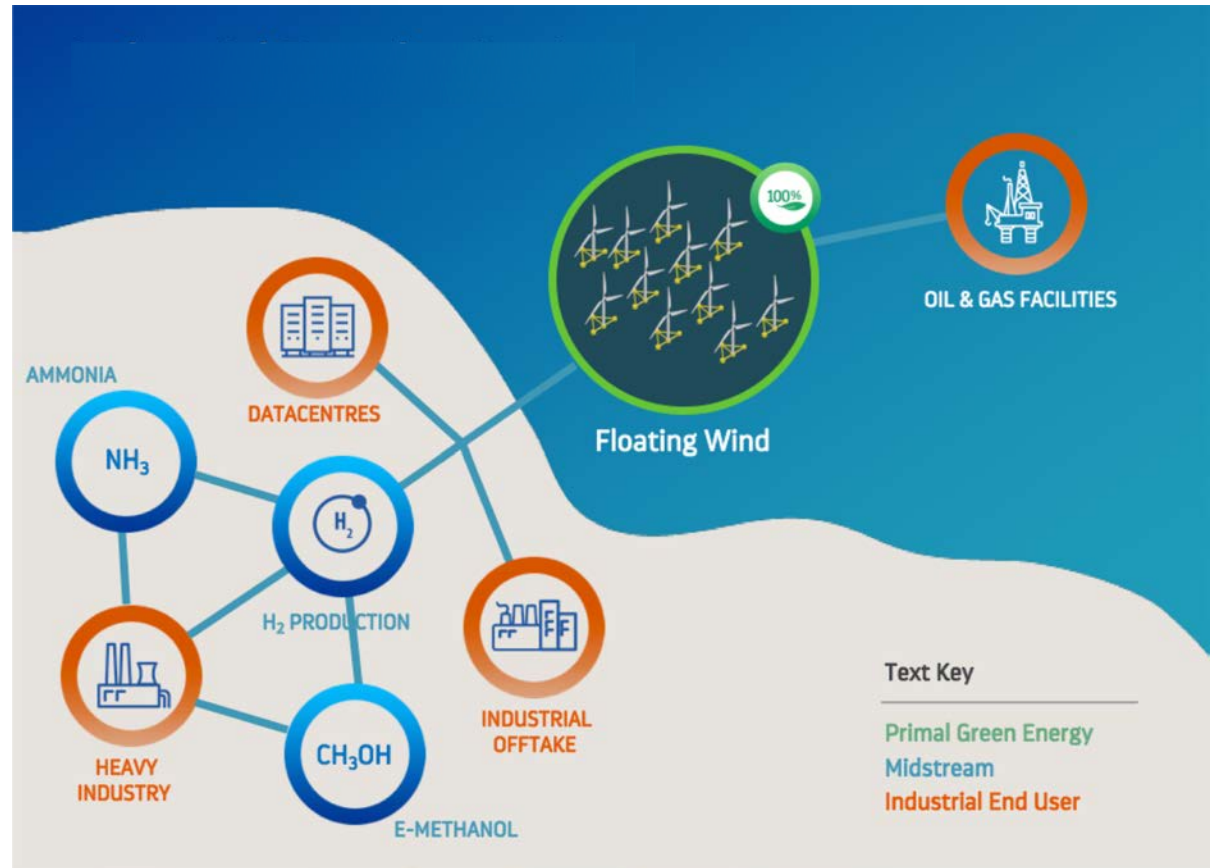 100%
OIL & GAS FACILITIES
Floating Wind
DATACENTRES
AMMONIA
NH₃
H₂
H₂ PRODUCTION
INDUSTRIAL
OFFTAKE
HEAVY
INDUSTRY
CH₃OH
E-METHANOL
Text Key
Primal Green Energy
Midstream
Industrial End User